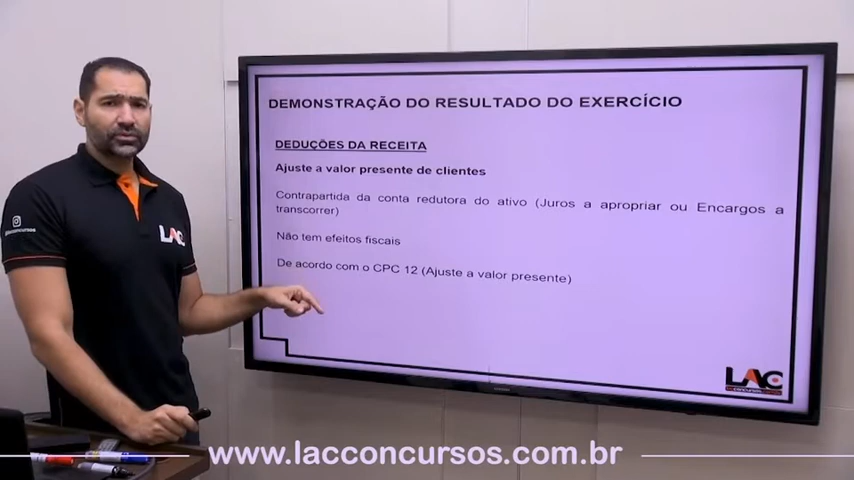 DEMONSTRAÇÃO DO RESULTADO DO EXERCÍCIO
DEDUÇÕES DA RECEITA
Ajuste a valor presente de clientes
Contrapartida da conta redutora do ativo (Juros a apropriar ou Encargos a
transcorrer)
Não tem efeitos fiscais
De acordo com o CPC 12 (Ajuste a valor presente)
LAC
LAC
www.lacconcursos.com.br